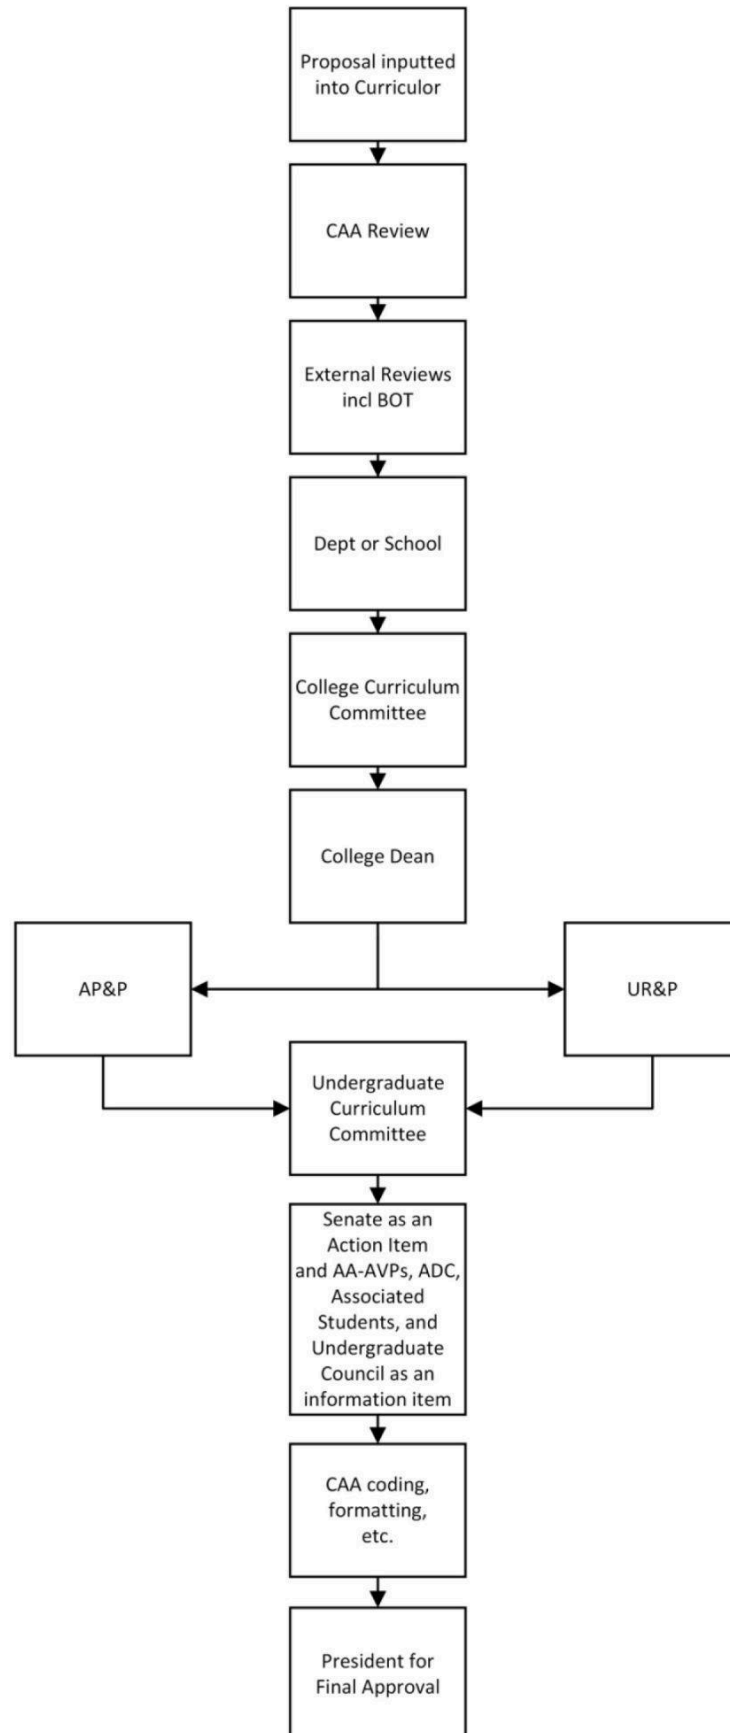 Proposal inputted
into Curriculor
CAA Review
External Reviews
incl BOT
Dept or School
College Curriculum
Committee
College Dean
AP&P
UR&P
Undergraduate
Curriculum
Committee
Senate as an
Action Item
and AA-AVPs, ADC,
Associated
Students, and
Undergraduate
Council as an
information item
CAA coding,
formatting,
etc.
President for
Final Approval